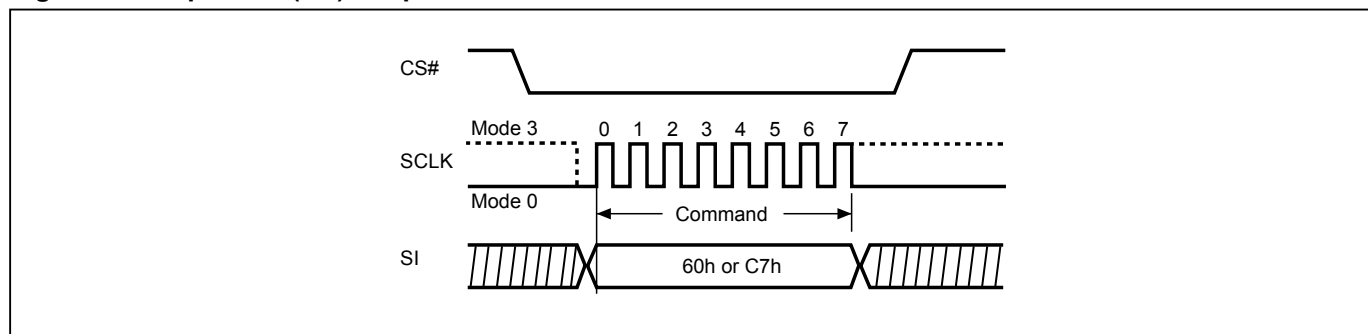 CS#
Mode 3
0 1 2 3 4 5 6 7
SCLK
Mode 0
Command
SI
60h or C7h